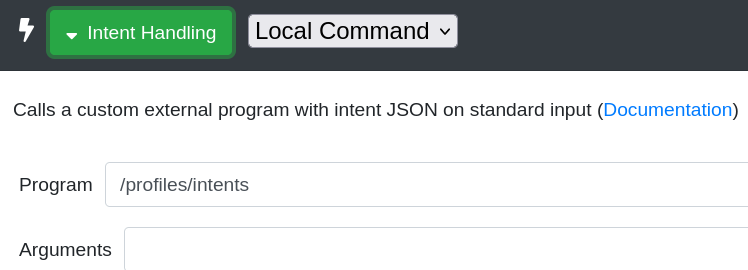 Intent Handling Local Command
Calls a custom external program with intent JSON on standard input (Documentation)
Program /profiles/intents
Arguments